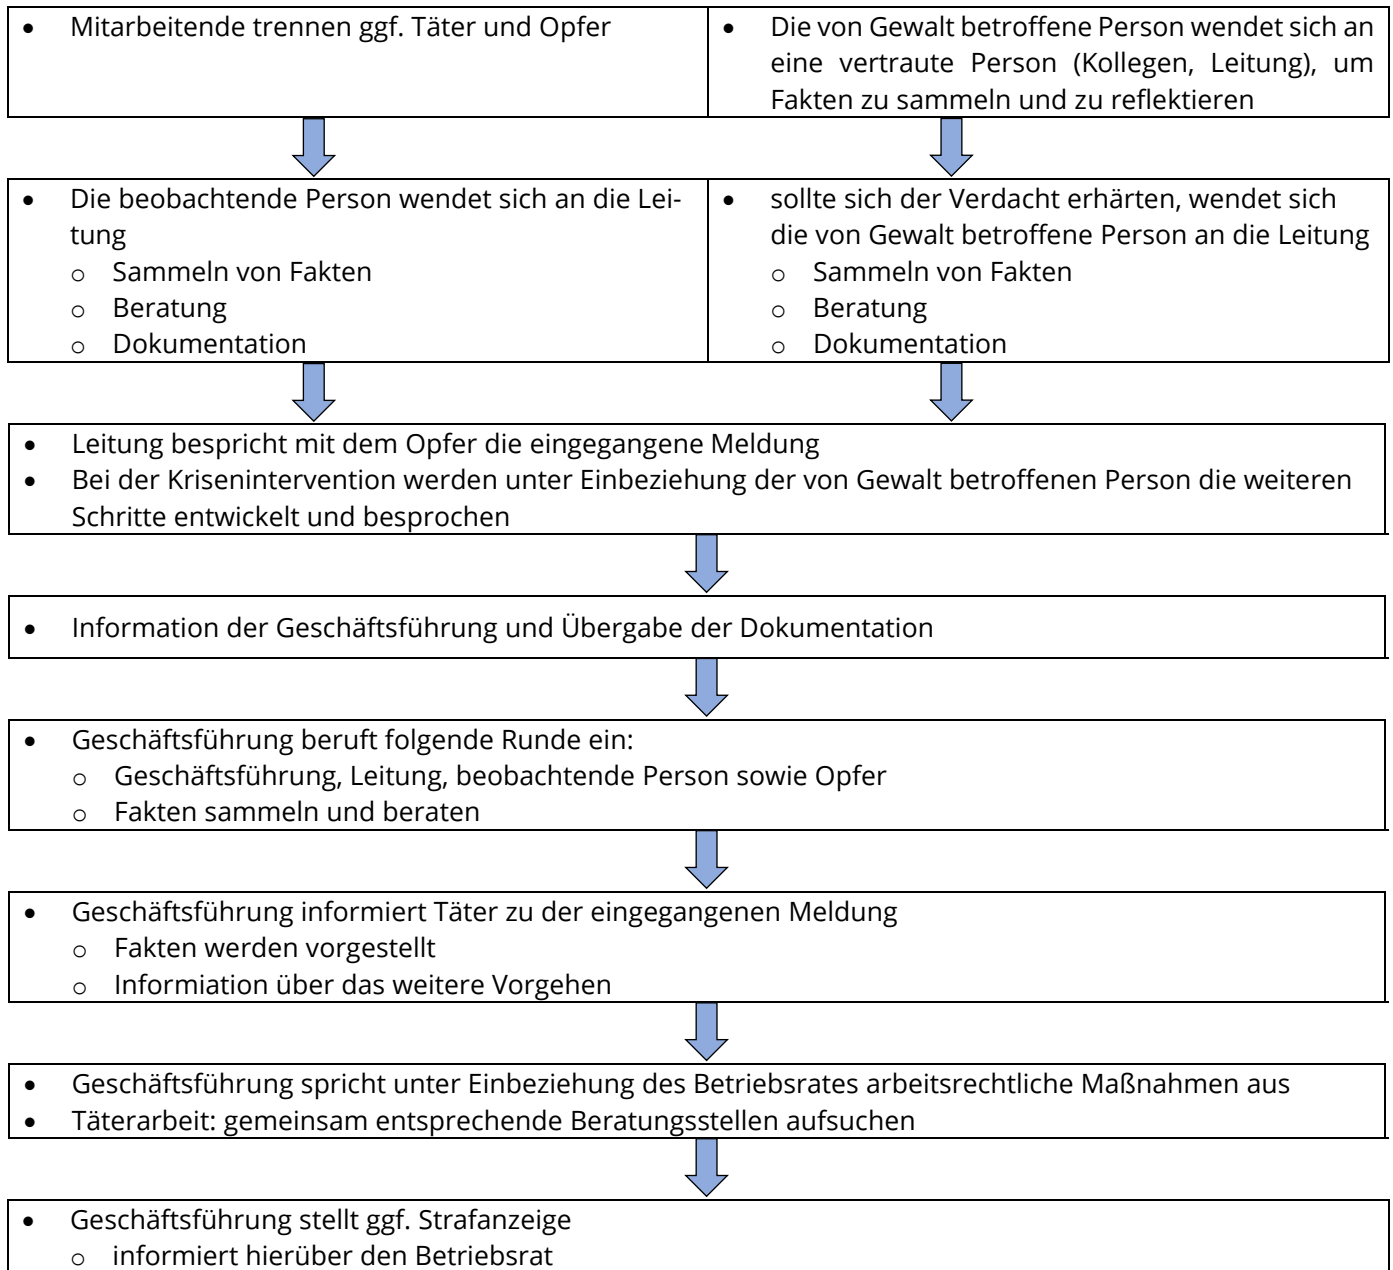 • Mitarbeitende trennen ggf. Täter und Opfer
• Die von Gewalt betroffene Person wendet sich an
eine vertraute Person (Kollegen, Leitung), um
Fakten zu sammeln und zu reflektieren
• Die beobachtende Person wendet sich an die Lei-
tung
o Sammeln von Fakten
o Beratung
o Dokumentation
• sollte sich der Verdacht erhärten, wendet sich
die von Gewalt betroffene Person an die Leitung
o Sammeln von Fakten
o Beratung
o Dokumentation
• Leitung bespricht mit dem Opfer die eingegangene Meldung
• Bei der Krisenintervention werden unter Einbeziehung der von Gewalt betroffenen Person die weiteren
Schritte entwickelt und besprochen
• Information der Geschäftsführung und Übergabe der Dokumentation
• Geschäftsführung beruft folgende Runde ein:
o Geschäftsführung, Leitung, beobachtende Person sowie Opfer
o Fakten sammeln und beraten
• Geschäftsführung informiert Täter zu der eingegangenen Meldung
o Fakten werden vorgestellt
o Informiation über das weitere Vorgehen
• Geschäftsführung spricht unter Einbeziehung des Betriebsrates arbeitsrechtliche Maßnahmen aus
• Täterarbeit: gemeinsam entsprechende Beratungsstellen aufsuchen
• Geschäftsführung stellt ggf. Strafanzeige
o informiert hierüber den Betriebsrat